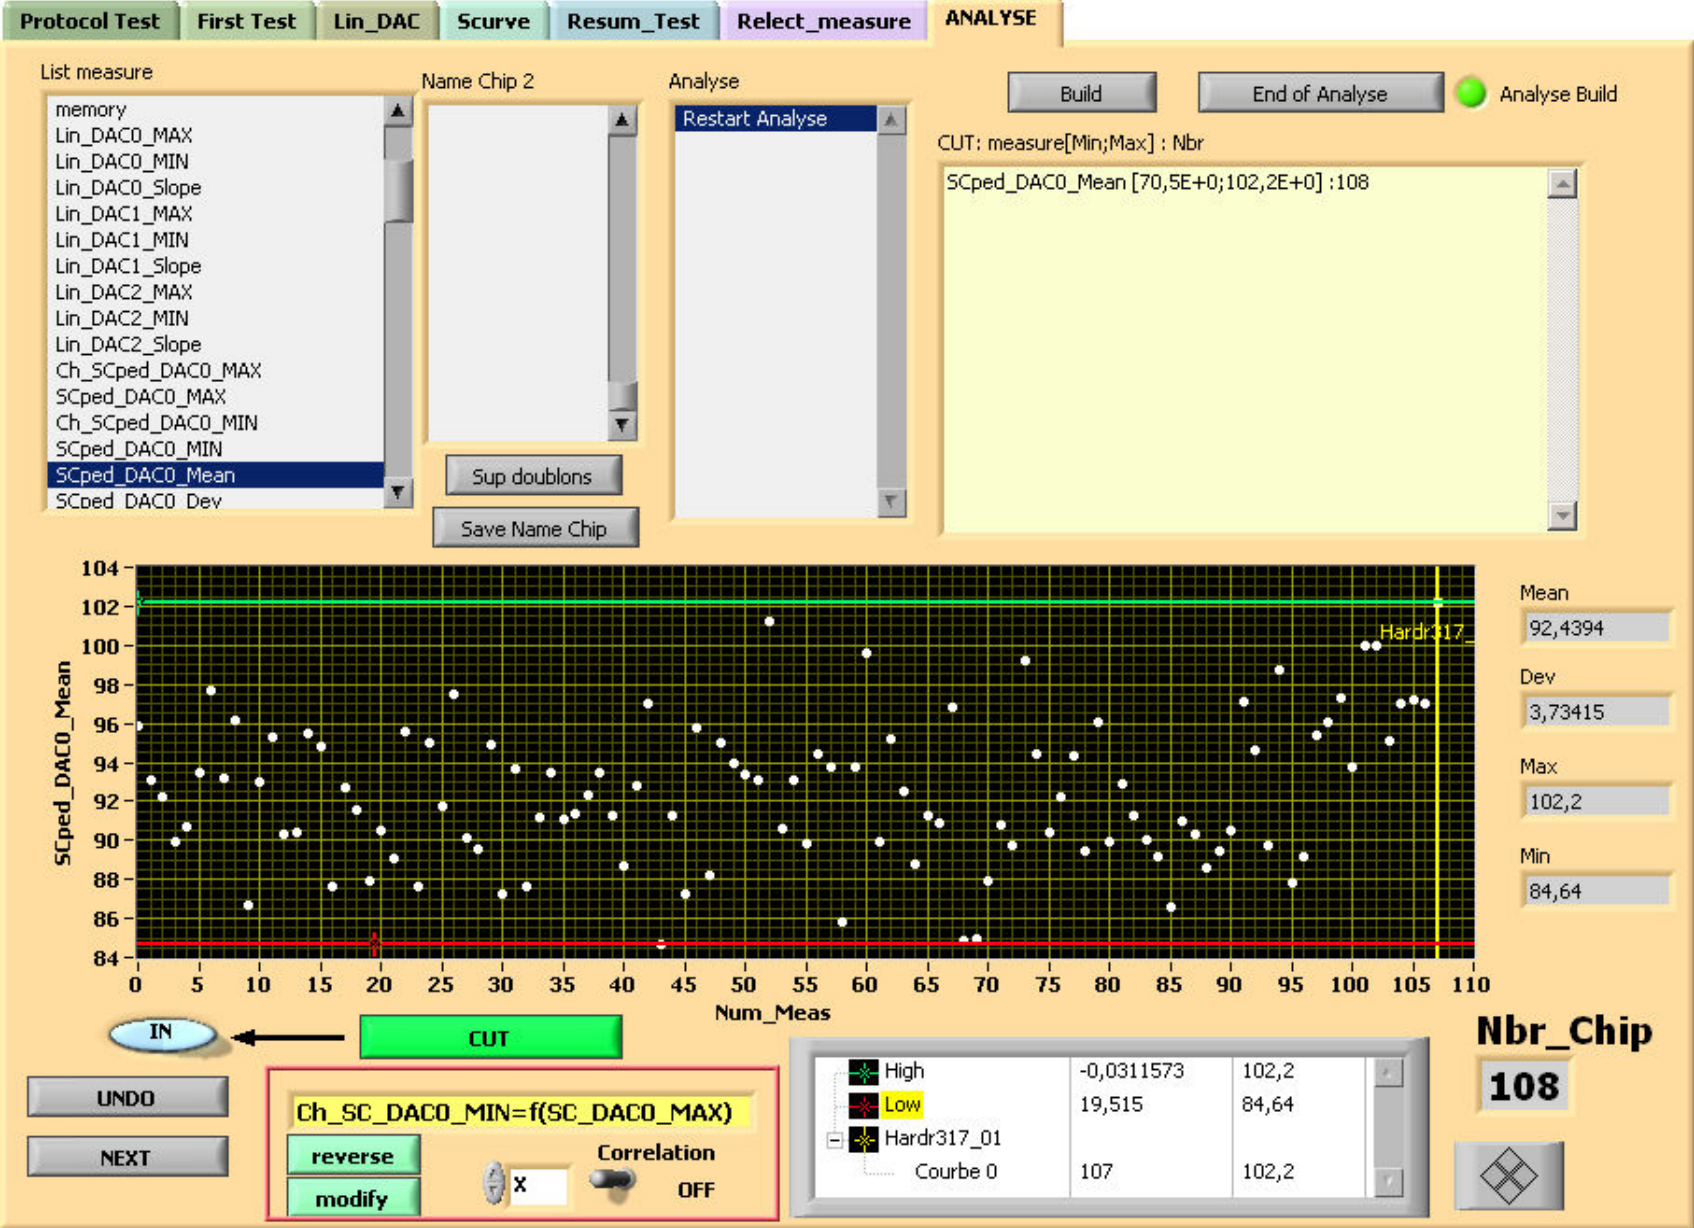 Protocol Test First Test Lin_DAC Scurve Resum_Test Relect_measure ANALYSE
List measure
memory
Lin_DAC0_MAX
Lin_DAC0_MIN
Lin_DAC0_Slope
Lin_DAC1_MAX
Lin_DAC1_MIN
Lin_DAC1_Slope
Lin_DAC2_MAX
Lin_DAC2_MIN
Lin_DAC2_Slope
Ch_SCped_DAC0_MAX
SCped_DAC0_MAX
Ch_SCped_DAC0_MIN
SCped_DAC0_MIN
SCped_DAC0_Mean
SCped_DAC0_Dev
Name Chip 2
Sup doublons
Save Name Chip
Analyse
Restart Analyse
Build End of Analyse Analyse Build
CUT: measure[Min;Max] : Nbr
SCped_DAC0_Mean [70,5E+0;102,2E+0] :108
SCped_DAC0_Mean
104
102
100
98
96
94
92
90
88
86
84
Hardr317_
0 5 10 15 20 25 30 35 40 45 50 55 60 65 70 75 80 85 90 95 100 105 110
Num_Meas
Mean
92,4394
Dev
3,73415
Max
102,2
Min
84,64
IN CUT
UNDO
NEXT
Ch_SC_DAC0_MIN=f(SC_DAC0_MAX)
reverse
modify
X
Correlation
OFF
High -0,0311573 102,2
Low 19,515 84,64
Hardr317_01
Courbe 0 107 102,2
Nbr_Chip
108